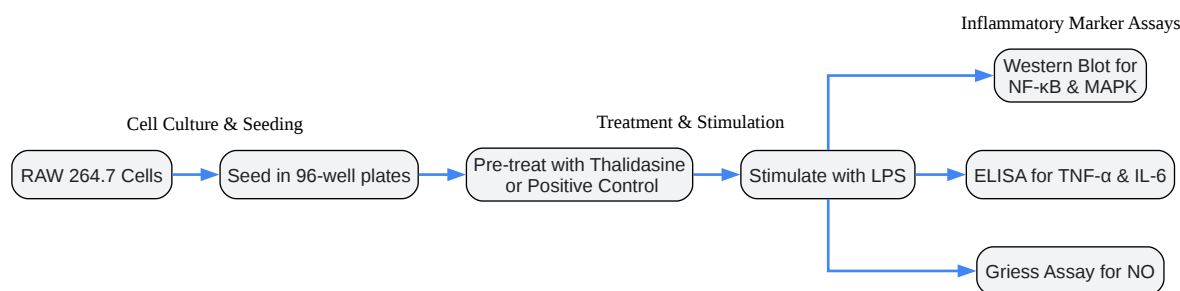 Inflammatory Marker Assays
Western Blot for
NF-κB & MAPK
Cell Culture & Seeding
Treatment & Stimulation
RAW 264.7 Cells
Seed in 96-well plates
Pre-treat with Thalidasine
or Positive Control
Stimulate with LPS
ELISA for TNF-α & IL-6
Griess Assay for NO